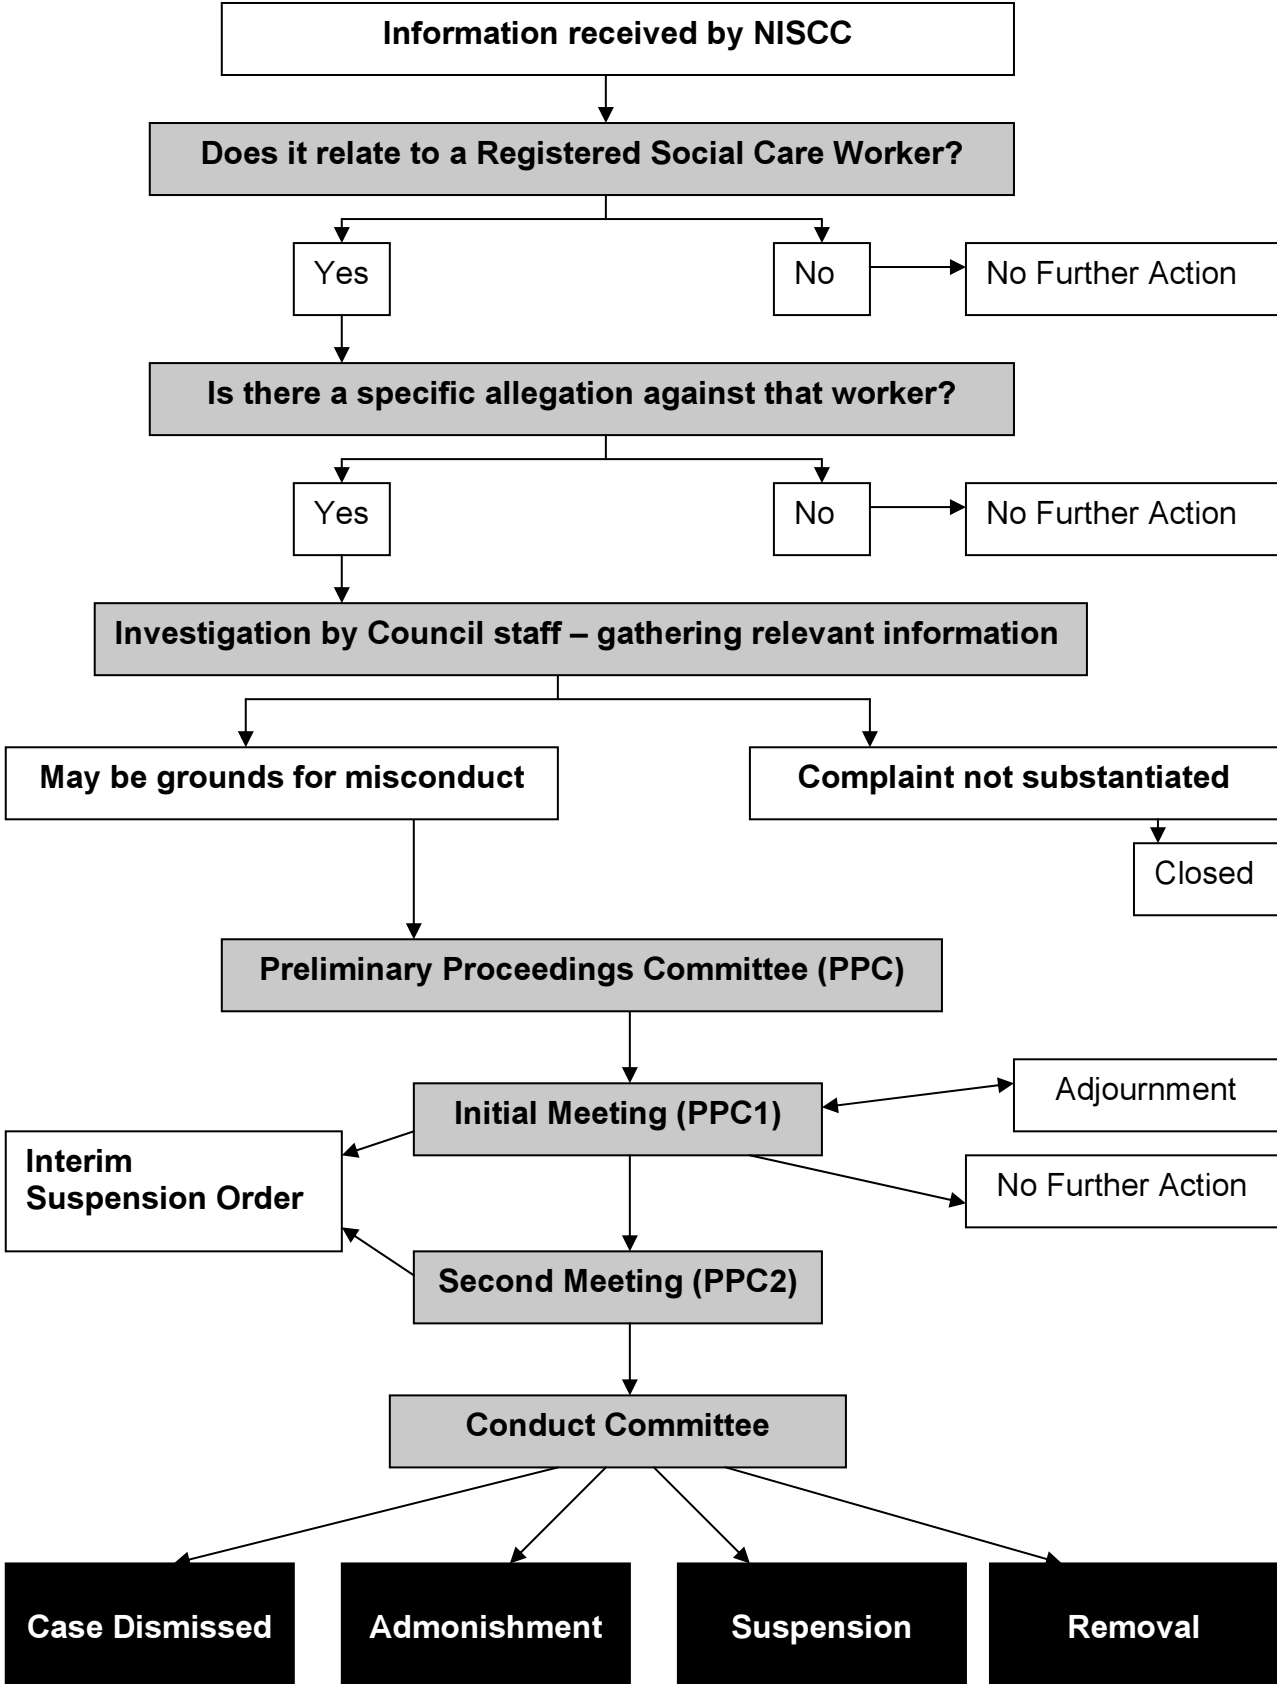 Information received by NISCC
Does it relate to a Registered Social Care Worker?
Yes
No
No Further Action
Is there a specific allegation against that worker?
Yes
No
No Further Action
Investigation by Council staff – gathering relevant information
May be grounds for misconduct
Complaint not substantiated
Closed
Preliminary Proceedings Committee (PPC)
Initial Meeting (PPC1)
Adjournment
Interim
Suspension Order
No Further Action
Second Meeting (PPC2)
Conduct Committee
Case Dismissed
Admonishment
Suspension
Removal